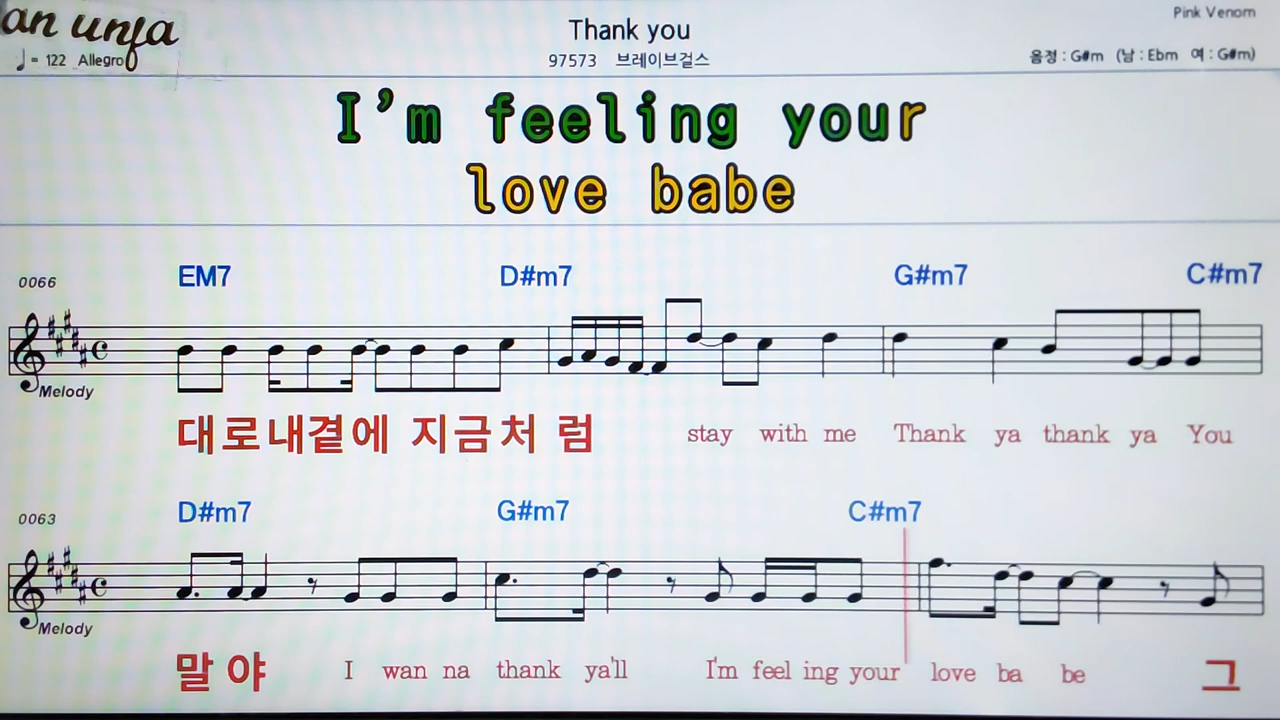 an unfa
Thank you
Pink Venom
♩= 122 Allegro
97573 브레이브걸스
음정 : G#m (남 : Ebm 여 : G#m)
I'm feeling your
love babe
0066
EM7 D#m7 G#m7 C#m7
Melody
대로내곁에 지금처 럼 stay with me Thank ya thank ya You
0063
D#m7 G#m7 C#m7
Melody
말 야 I wan na thank ya'll I'm feel ing your love ba be 그